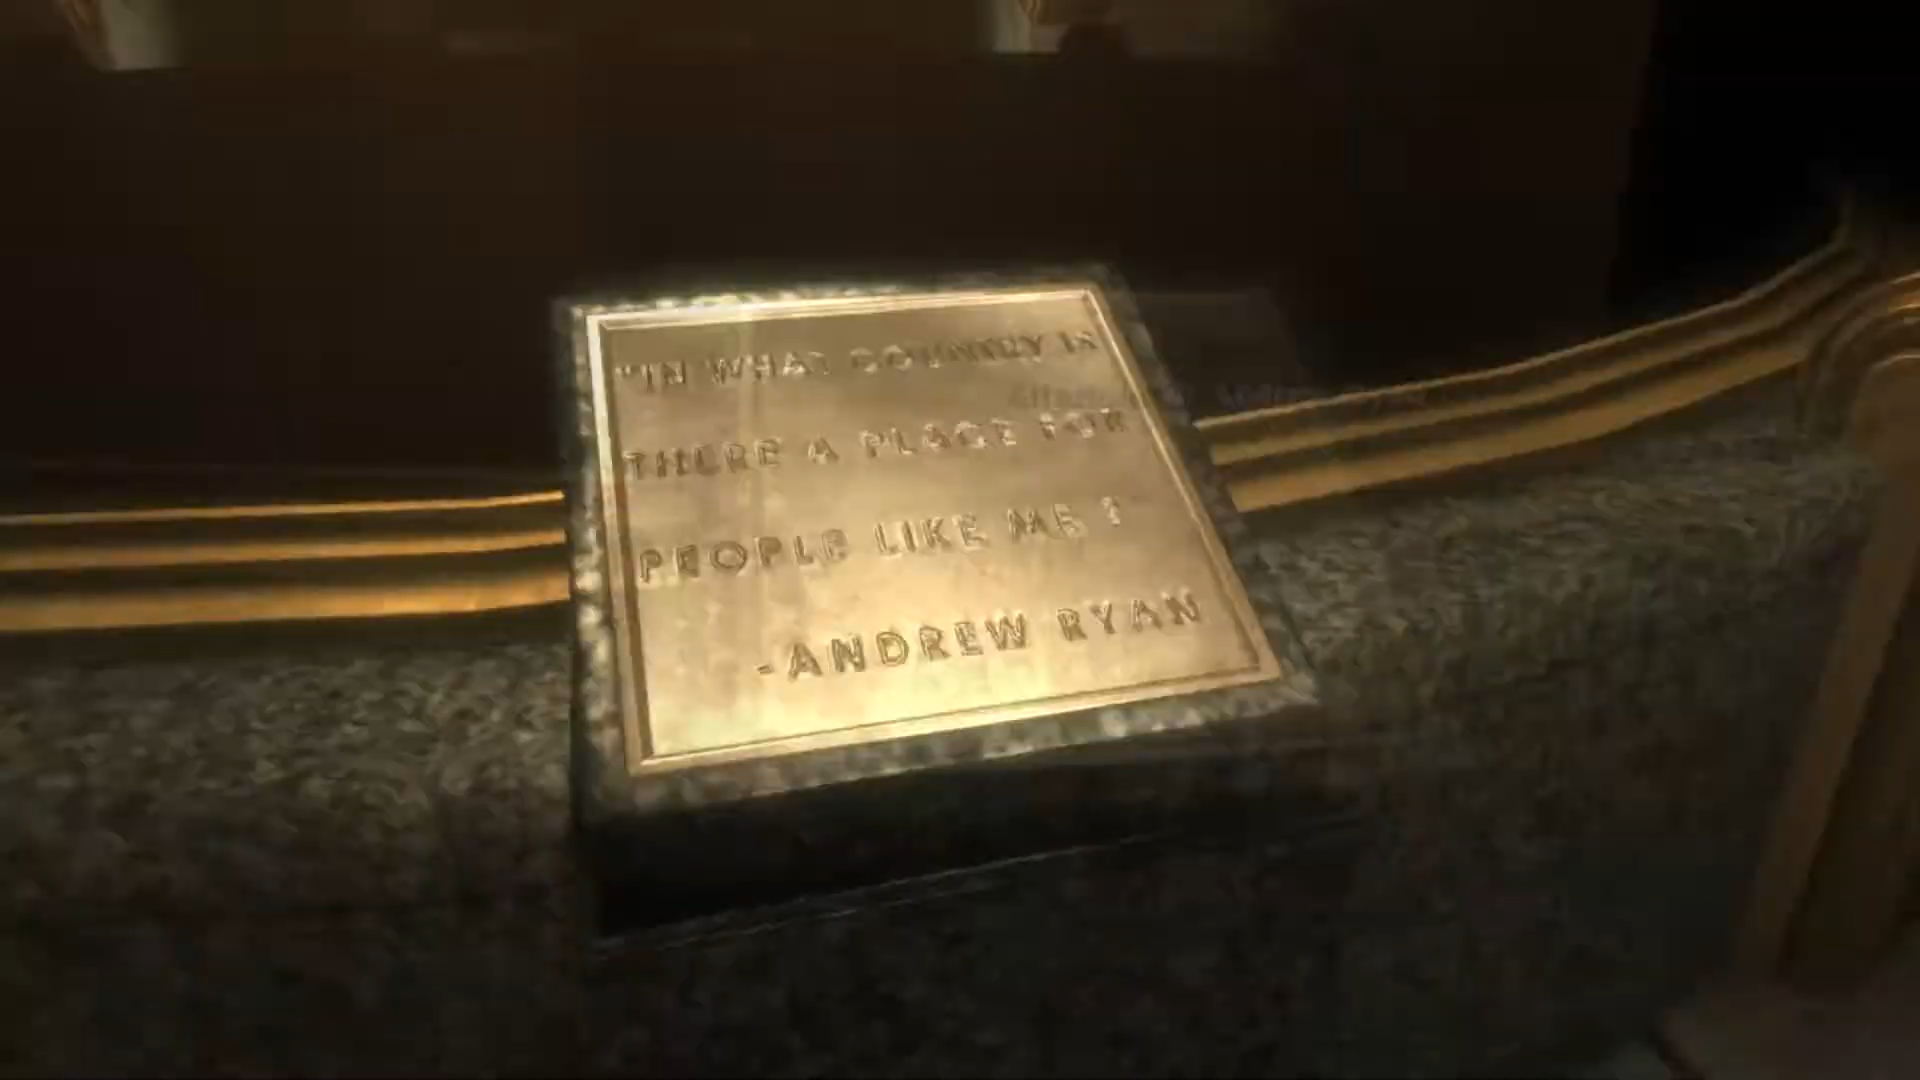 "IN WHAT COUNTRY IS
THERE A PLACE FOR
PEOPLE LIKE ME ?
-ANDREW RYAN